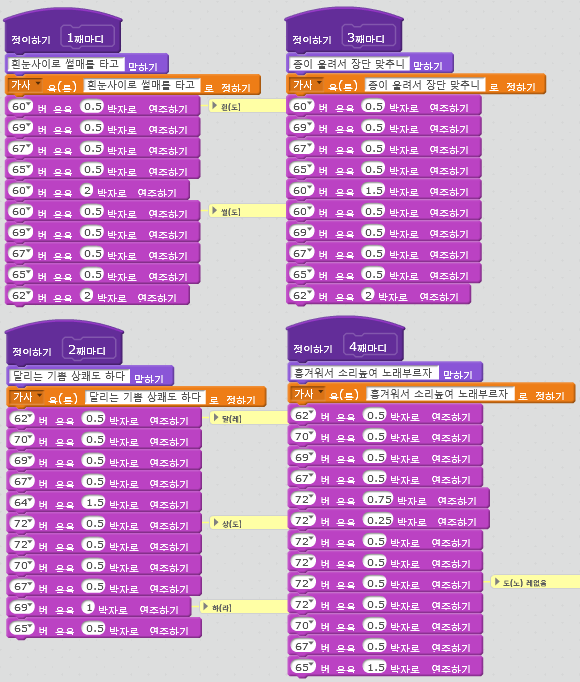 정의하기 1째마디
흰눈사이로 썰매를 타고 말하기
가사 을(를) 흰눈사이로 썰매를 타고 로 정하기
60 번 음을 0.5 박자로 연주하기 흰(도)
69 번 음을 0.5 박자로 연주하기
67 번 음을 0.5 박자로 연주하기
65 번 음을 0.5 박자로 연주하기
60 번 음을 2 박자로 연주하기
60 번 음을 0.5 박자로 연주하기 썰(도)
69 번 음을 0.5 박자로 연주하기
67 번 음을 0.5 박자로 연주하기
65 번 음을 0.5 박자로 연주하기
62 번 음을 2 박자로 연주하기
정의하기 3째마디
종이 울려서 장단 맞추니 말하기
가사 을(를) 종이 울려서 장단 맞추니 로 정하기
60 번 음을 0.5 박자로 연주하기
69 번 음을 0.5 박자로 연주하기
67 번 음을 0.5 박자로 연주하기
65 번 음을 0.5 박자로 연주하기
60 번 음을 1.5 박자로 연주하기
60 번 음을 0.5 박자로 연주하기
69 번 음을 0.5 박자로 연주하기
67 번 음을 0.5 박자로 연주하기
65 번 음을 0.5 박자로 연주하기
62 번 음을 2 박자로 연주하기
정의하기 2째마디
달리는 기쁨 상쾌도 하다 말하기
가사 을(를) 달리는 기쁨 상쾌도 하다 로 정하기
62 번 음을 0.5 박자로 연주하기 달(레)
70 번 음을 0.5 박자로 연주하기
69 번 음을 0.5 박자로 연주하기
67 번 음을 0.5 박자로 연주하기
64 번 음을 1.5 박자로 연주하기
72 번 음을 0.5 박자로 연주하기 상(도)
72 번 음을 0.5 박자로 연주하기
70 번 음을 0.5 박자로 연주하기
67 번 음을 0.5 박자로 연주하기
69 번 음을 1 박자로 연주하기 하(라)
65 번 음을 0.5 박자로 연주하기
정의하기 4째마디
흥겨워서 소리높여 노래부르자 말하기
가사 을(를) 흥겨워서 소리높여 노래부르자 로 정하기
62 번 음을 0.5 박자로 연주하기
70 번 음을 0.5 박자로 연주하기
69 번 음을 0.5 박자로 연주하기
67 번 음을 0.5 박자로 연주하기
72 번 음을 0.75 박자로 연주하기
72 번 음을 0.25 박자로 연주하기
72 번 음을 0.5 박자로 연주하기
72 번 음을 0.5 박자로 연주하기
72 번 음을 0.5 박자로 연주하기 도(노) 레없음
72 번 음을 0.5 박자로 연주하기
70 번 음을 0.5 박자로 연주하기
67 번 음을 0.5 박자로 연주하기
65 번 음을 1.5 박자로 연주하기